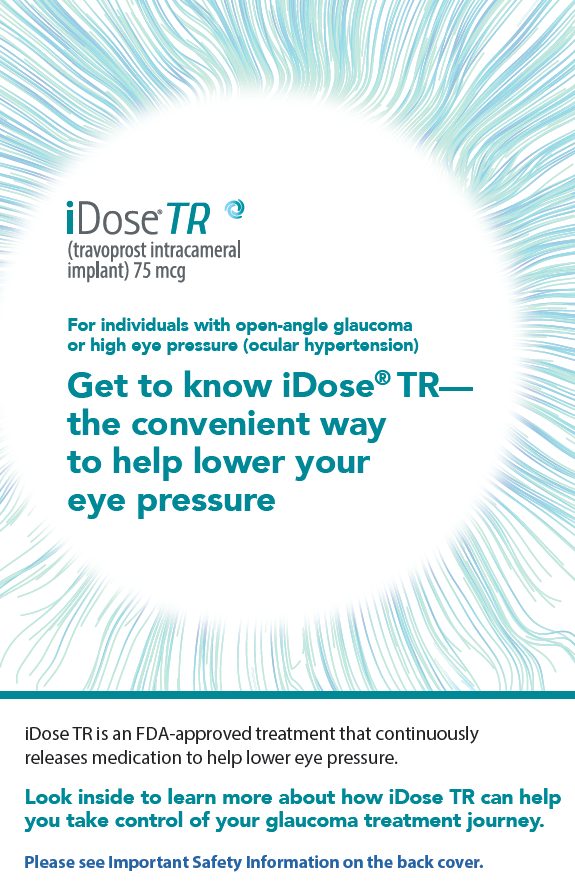 iDose® TR
(travoprost intracameral
implant) 75 mcg
For individuals with open-angle glaucoma
or high eye pressure (ocular hypertension)
Get to know iDose® TR—
the convenient way
to help lower your
eye pressure
iDose TR is an FDA-approved treatment that continuously
releases medication to help lower eye pressure.
Look inside to learn more about how iDose TR can help
you take control of your glaucoma treatment journey.
Please see Important Safety Information on the back cover.